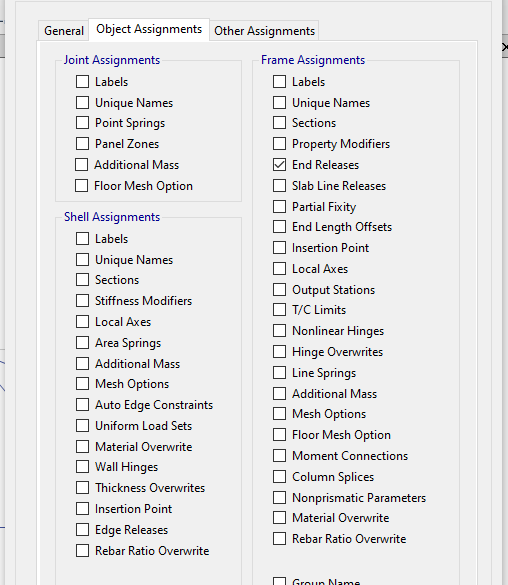 General
Object Assignments
Other Assignments
Joint Assignments
Labels
Unique Names
Point Springs
Panel Zones
Additional Mass
Floor Mesh Option
Shell Assignments
Labels
Unique Names
Sections
Stiffness Modifiers
Local Axes
Area Springs
Additional Mass
Mesh Options
Auto Edge Constraints
Uniform Load Sets
Material Overwrite
Wall Hinges
Thickness Overwrites
Insertion Point
Edge Releases
Rebar Ratio Overwrite
Frame Assignments
Labels
Unique Names
Sections
Property Modifiers
End Releases
Slab Line Releases
Partial Fixity
End Length Offsets
Insertion Point
Local Axes
Output Stations
T/C Limits
Nonlinear Hinges
Hinge Overwrites
Line Springs
Additional Mass
Mesh Options
Floor Mesh Option
Moment Connections
Column Splices
Nonprismatic Parameters
Material Overwrite
Rebar Ratio Overwrite
Group Name